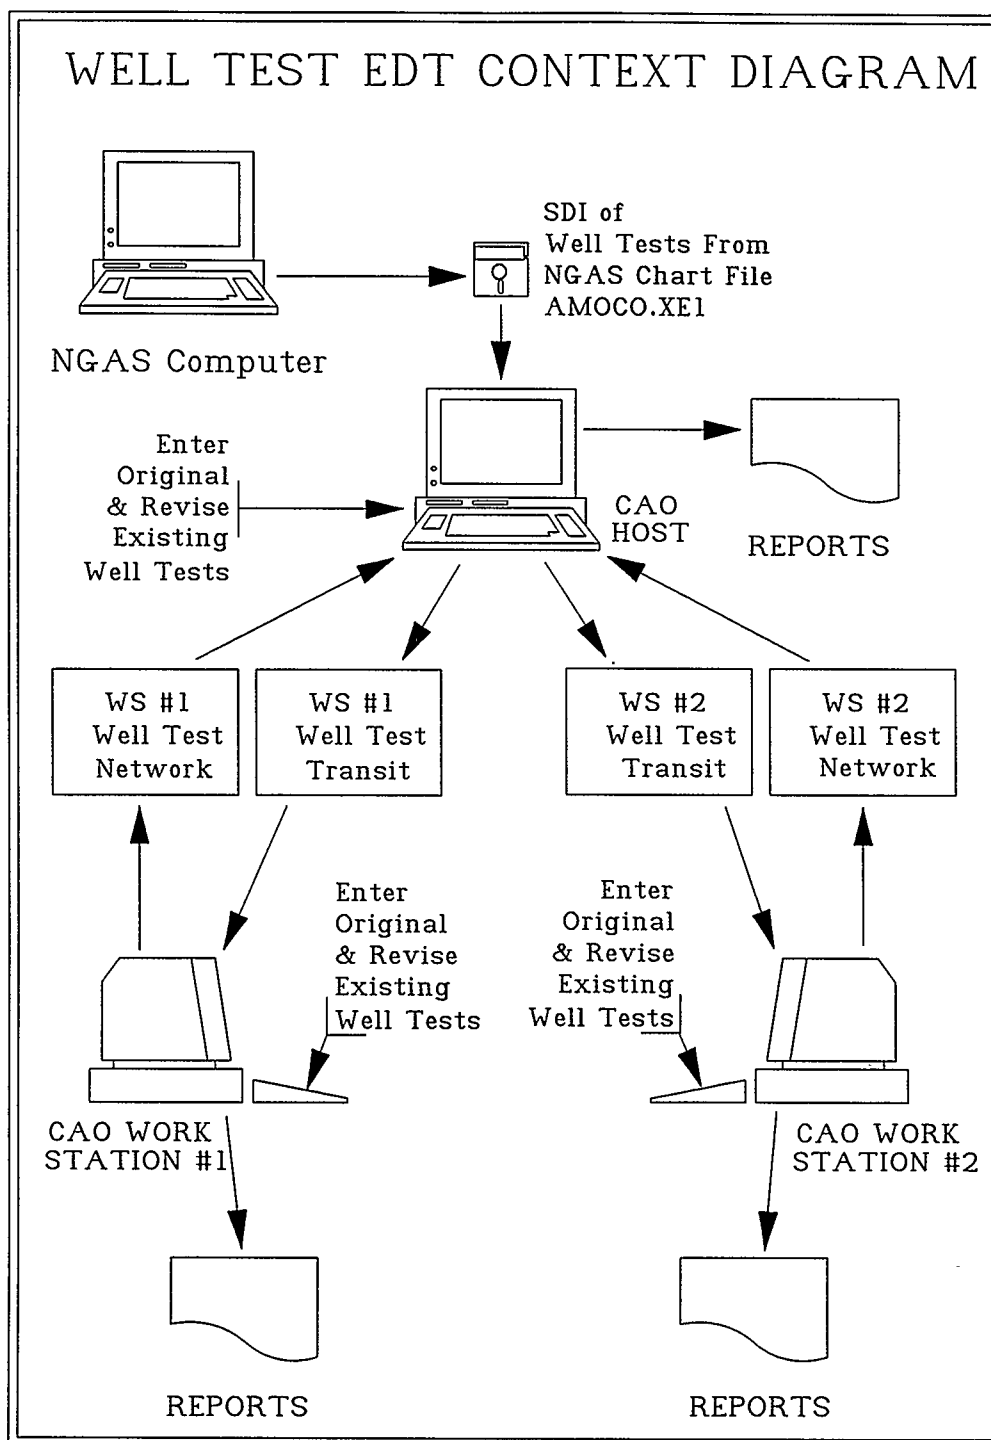 WELL TEST EDT CONTEXT DIAGRAM
SDI of
Well Tests From
NGAS Chart File
AMOCO.XE1
NGAS Computer
Enter
Original
& Revise
Existing
Well Tests
CAO
HOST
REPORTS
WS #1
Well Test
Network
WS #1
Well Test
Transit
WS #2
Well Test
Transit
WS #2
Well Test
Network
Enter
Original
& Revise
Existing
Well Tests
Enter
Original
& Revise
Existing
Well Tests
CAO WORK
STATION #1
CAO WORK
STATION #2
REPORTS
REPORTS